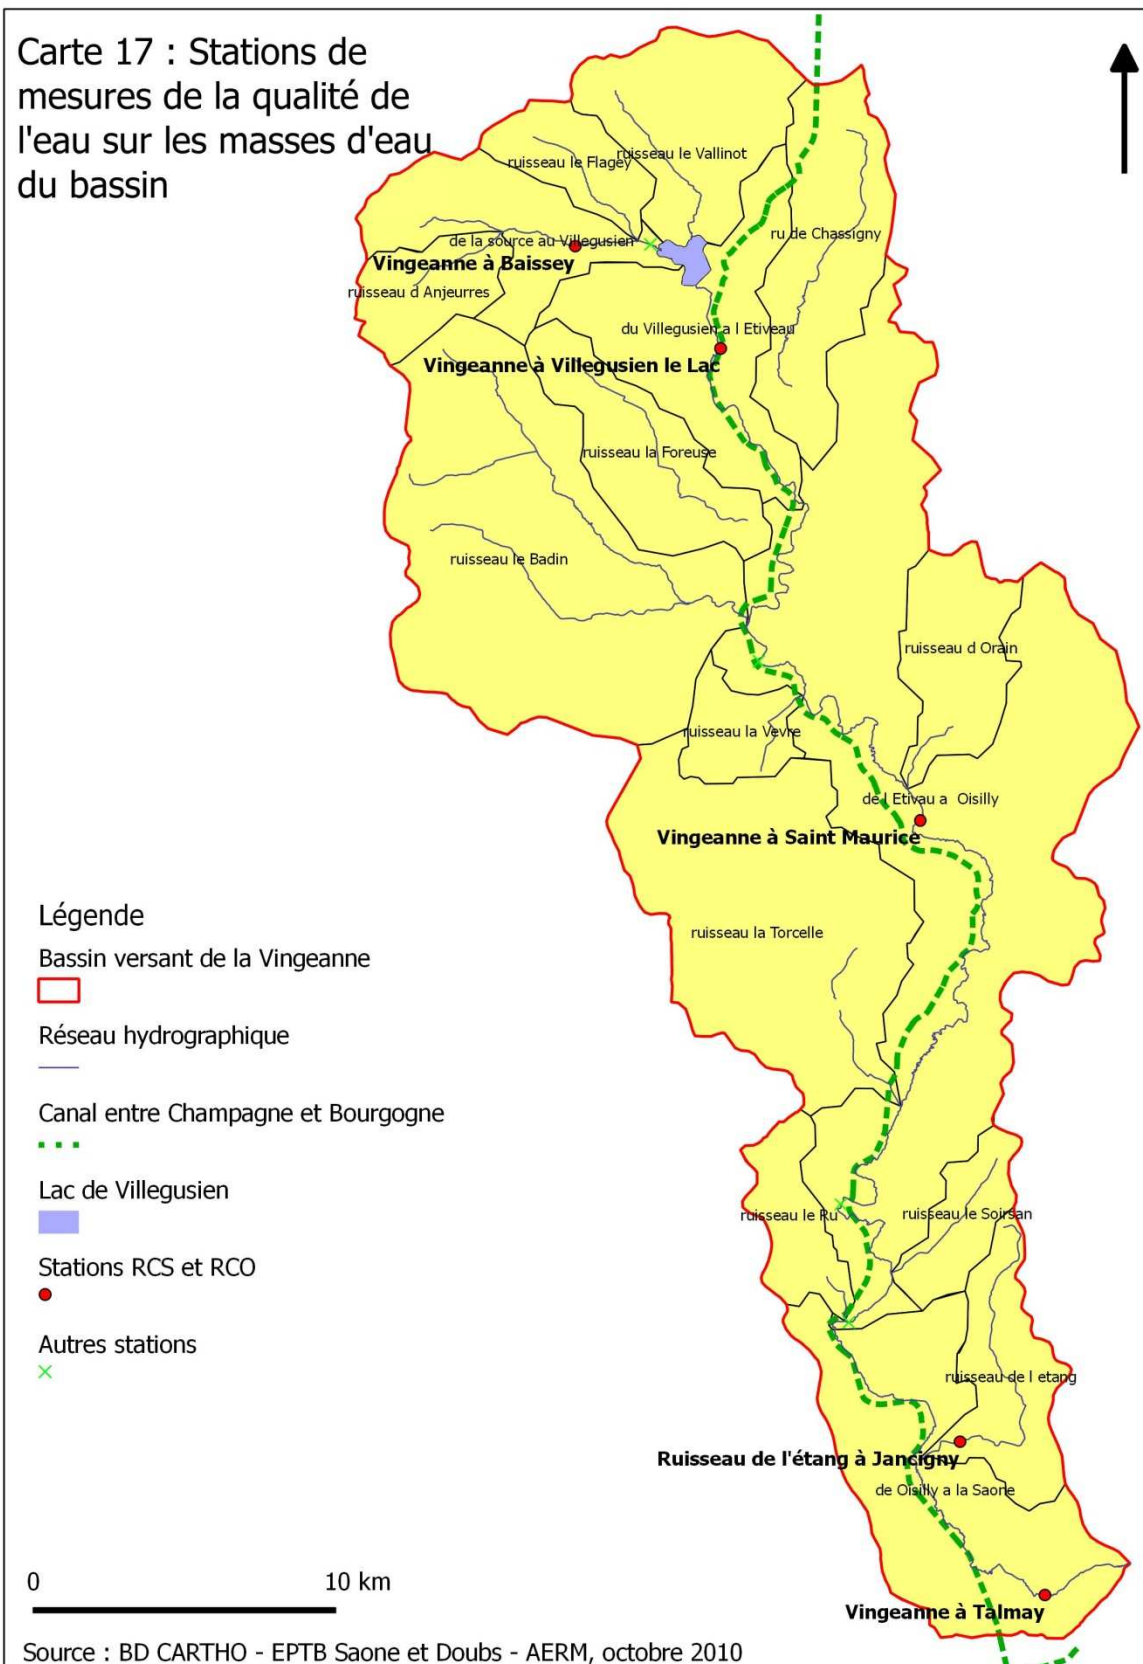 Carte 17 : Stations de
mesures de la qualité de
l'eau sur les masses d'eau
du bassin
ruisseau le Flagey
ruisseau le Vallinot
ru de Chassigny
de la source au Villegusien
Vingeanne à Baissey
ruisseau d Anjeurres
du Villegusien a l Etiveau
Vingeanne à Villegusien le Lac
ruisseau la Foreuse
ruisseau le Badin
ruisseau d Orain
ruisseau la Vevre
de l Etivau a Oisilly
Vingeanne à Saint Maurice
ruisseau la Torcelle
ruisseau le Ru
ruisseau le Soirsan
ruisseau de l etang
Ruisseau de l'étang à Jancigny
de Oisilly a la Saone
Vingeanne à Talmay
Légende
Bassin versant de la Vingeanne
Réseau hydrographique
Canal entre Champagne et Bourgogne
Lac de Villegusien
Stations RCS et RCO
Autres stations
0 10 km
Source : BD CARTHO - EPTB Saone et Doubs - AERM, octobre 2010